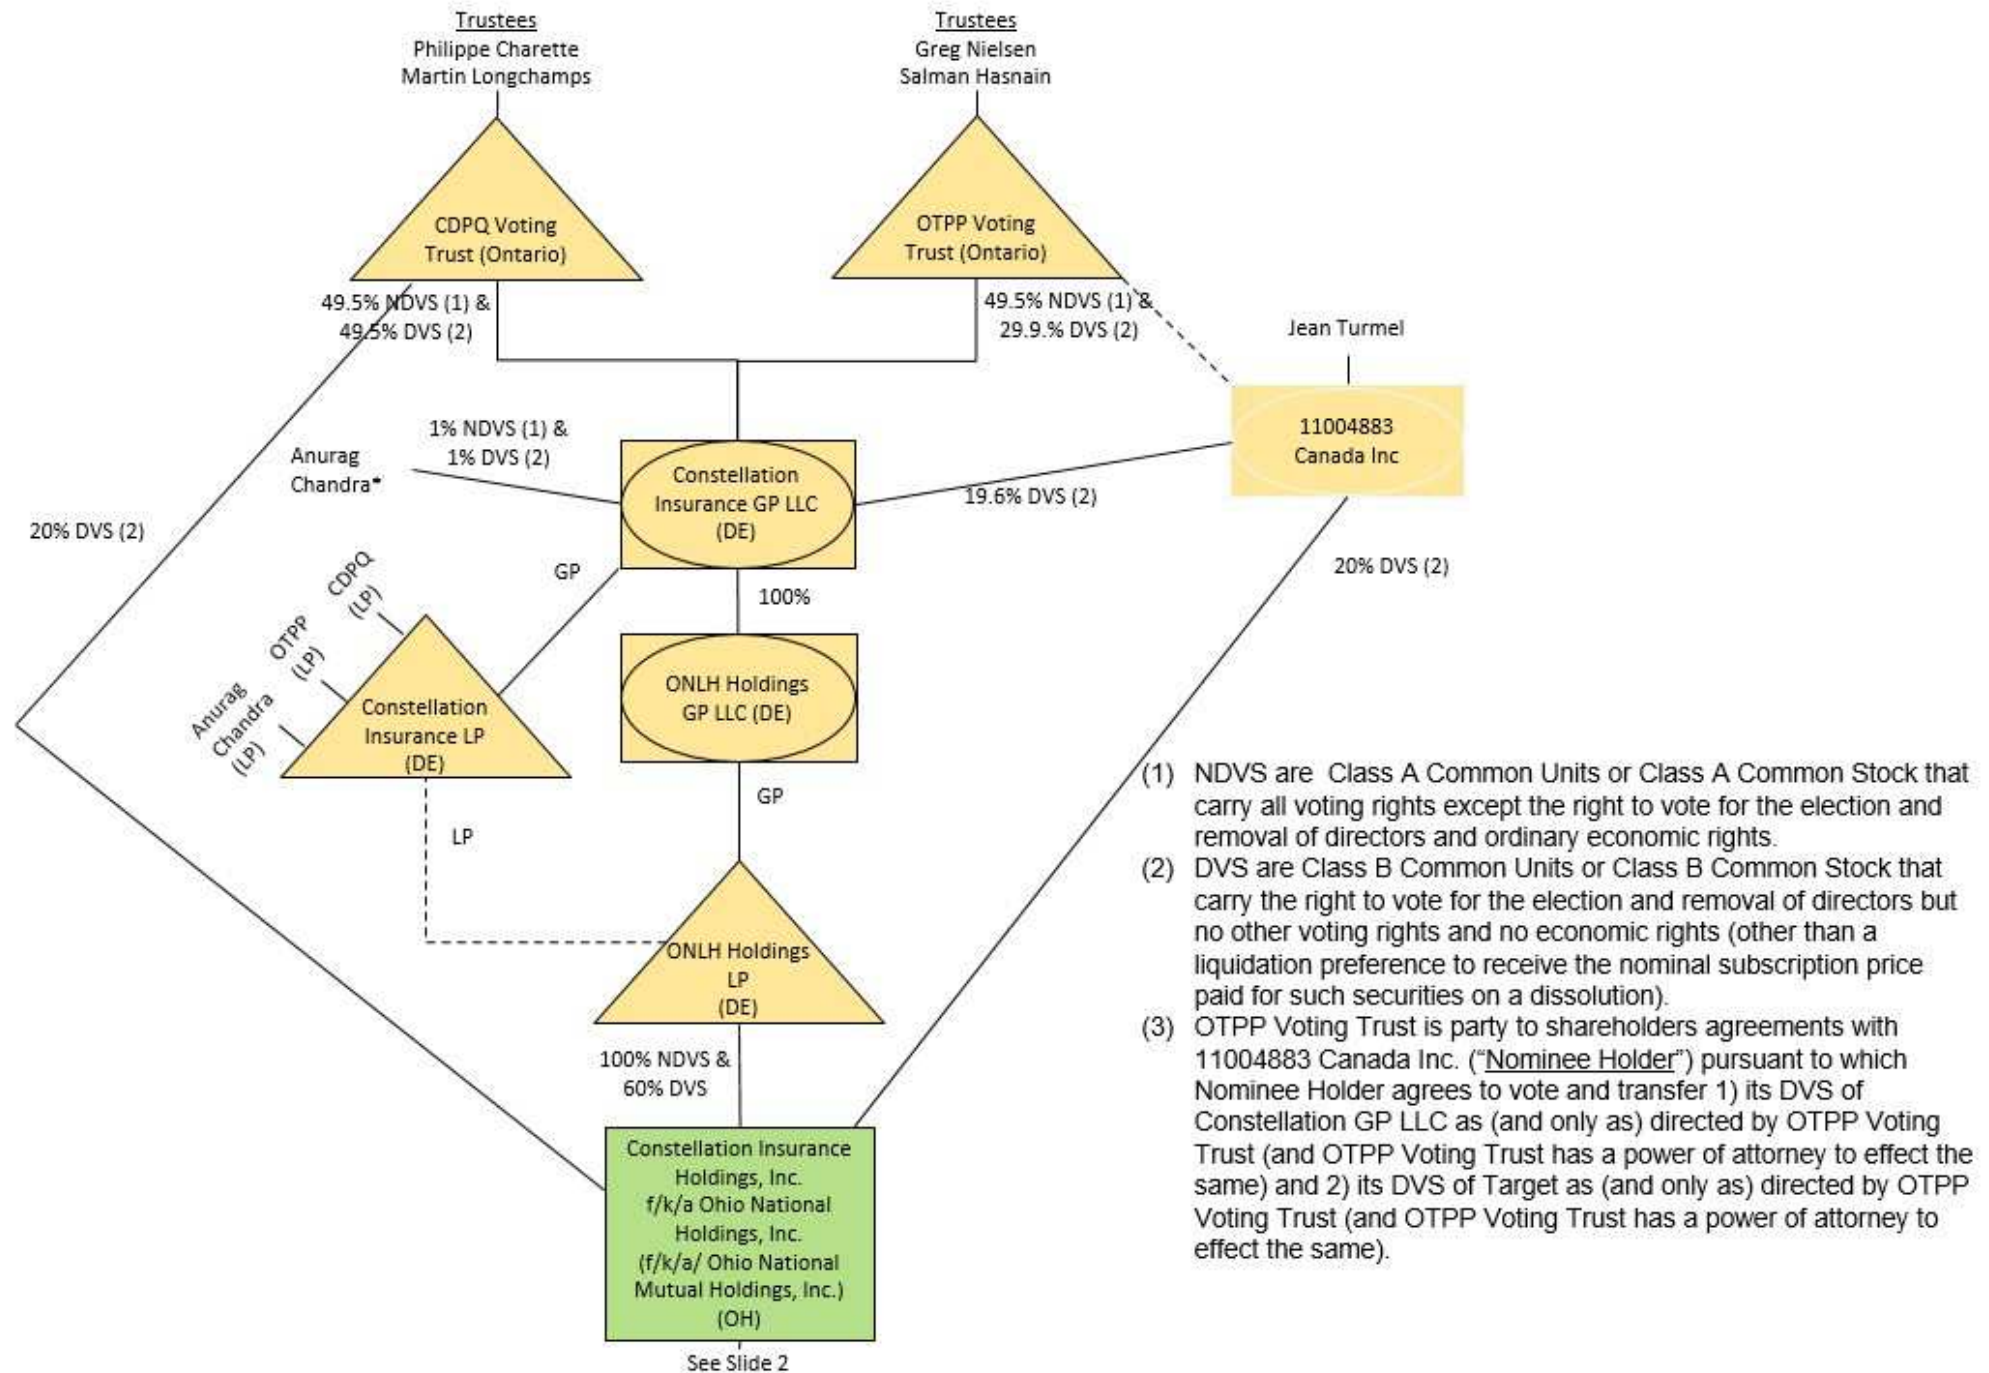 Trustees
Philippe Charette
Martin Longchamps
Trustees
Greg Nielsen
Salman Hasnain
CDPQ Voting
Trust (Ontario)
OTPP Voting
Trust (Ontario)
49.5% NDVS (1) &
49.5% DVS (2)
49.5% NDVS (1) &
29.9.% DVS (2)
Jean Turmel
11004883
Canada Inc
1% NDVS (1) &
1% DVS (2)
Anurag
Chandra*
Constellation
Insurance GP LLC
(DE)
19.6% DVS (2)
20% DVS (2)
20% DVS (2)
GP
100%
CDPQ
(LP)
OTPP
(LP)
Anurag
Chandra
(LP)
Constellation
Insurance LP
(DE)
ONLH Holdings
GP LLC (DE)
GP
LP
ONLH Holdings
LP
(DE)
100% NDVS &
60% DVS
Constellation Insurance
Holdings, Inc.
f/k/a Ohio National
Holdings, Inc.
(f/k/a/ Ohio National
Mutual Holdings, Inc.)
(OH)
See Slide 2
(1) NDVS are Class A Common Units or Class A Common Stock that
carry all voting rights except the right to vote for the election and
removal of directors and ordinary economic rights.
(2) DVS are Class B Common Units or Class B Common Stock that
carry the right to vote for the election and removal of directors but
no other voting rights and no economic rights (other than a
liquidation preference to receive the nominal subscription price
paid for such securities on a dissolution).
(3) OTPP Voting Trust is party to shareholders agreements with
11004883 Canada Inc. (“Nominee Holder”) pursuant to which
Nominee Holder agrees to vote and transfer 1) its DVS of
Constellation GP LLC as (and only as) directed by OTPP Voting
Trust (and OTPP Voting Trust has a power of attorney to effect the
same) and 2) its DVS of Target as (and only as) directed by OTPP
Voting Trust (and OTPP Voting Trust has a power of attorney to
effect the same).